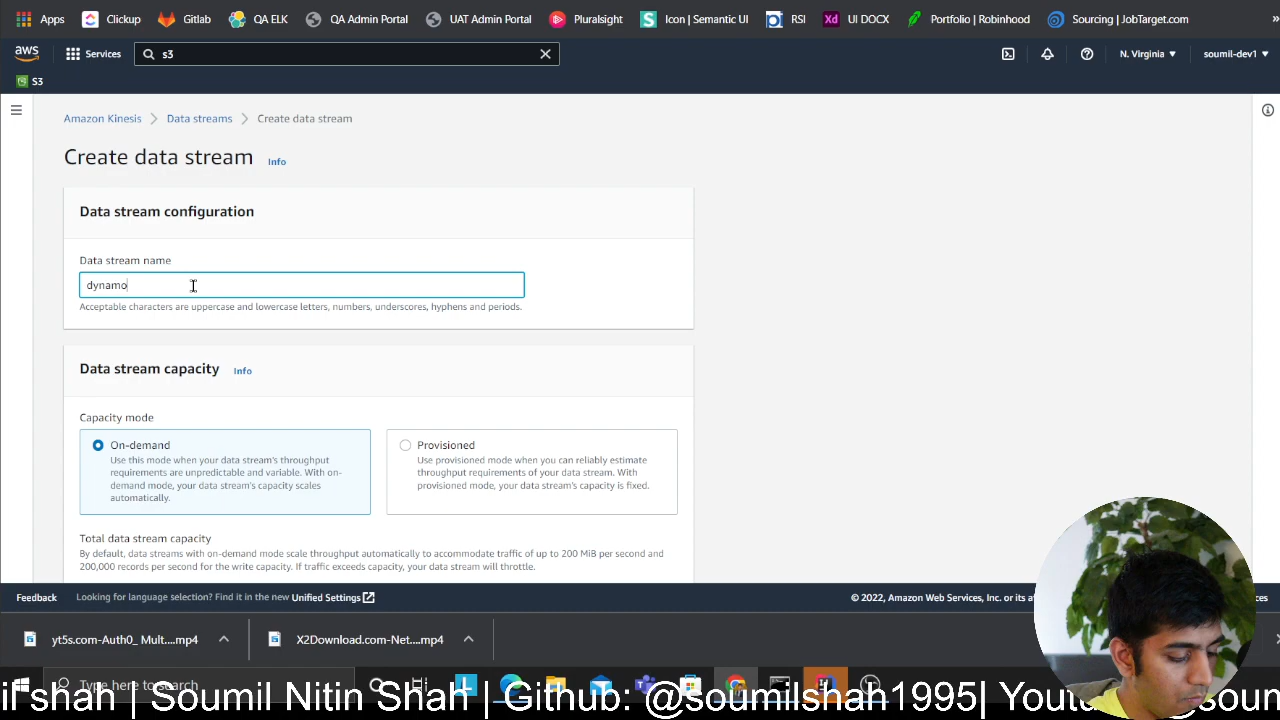 Apps Clickup Gitlab QA ELK QA Admin Portal UAT Admin Portal Pluralsight Icon | Semantic UI RSI UI DOCX Portfolio | Robinhood Sourcing | JobTarget.com »
aws Services s3 N. Virginia ▼ soumil-dev1 ▼
S3
Amazon Kinesis > Data streams > Create data stream
Create data stream Info
Data stream configuration
Data stream name
dynamo
Acceptable characters are uppercase and lowercase letters, numbers, underscores, hyphens and periods.
Data stream capacity Info
Capacity mode
On-demand
Use this mode when your data stream's throughput
requirements are unpredictable and variable. With on-
demand mode, your data stream's capacity scales
automatically.
Provisioned
Use provisioned mode when you can reliably estimate
throughput requirements of your data stream. With
provisioned mode, your data stream's capacity is fixed.
Total data stream capacity
By default, data streams with on-demand mode scale throughput automatically to accommodate traffic of up to 200 MiB per second and
200,000 records per second for the write capacity. If traffic exceeds capacity, your data stream will throttle.
Feedback Looking for language selection? Find it in the new Unified Settings © 2022, Amazon Web Services, Inc. or its
yt5s.com-Auth0_ Mult....mp4 X2Download.com-Net....mp4
Type here to search
shah | Soumil Nitin Shah | Github: @soumilshah1995|